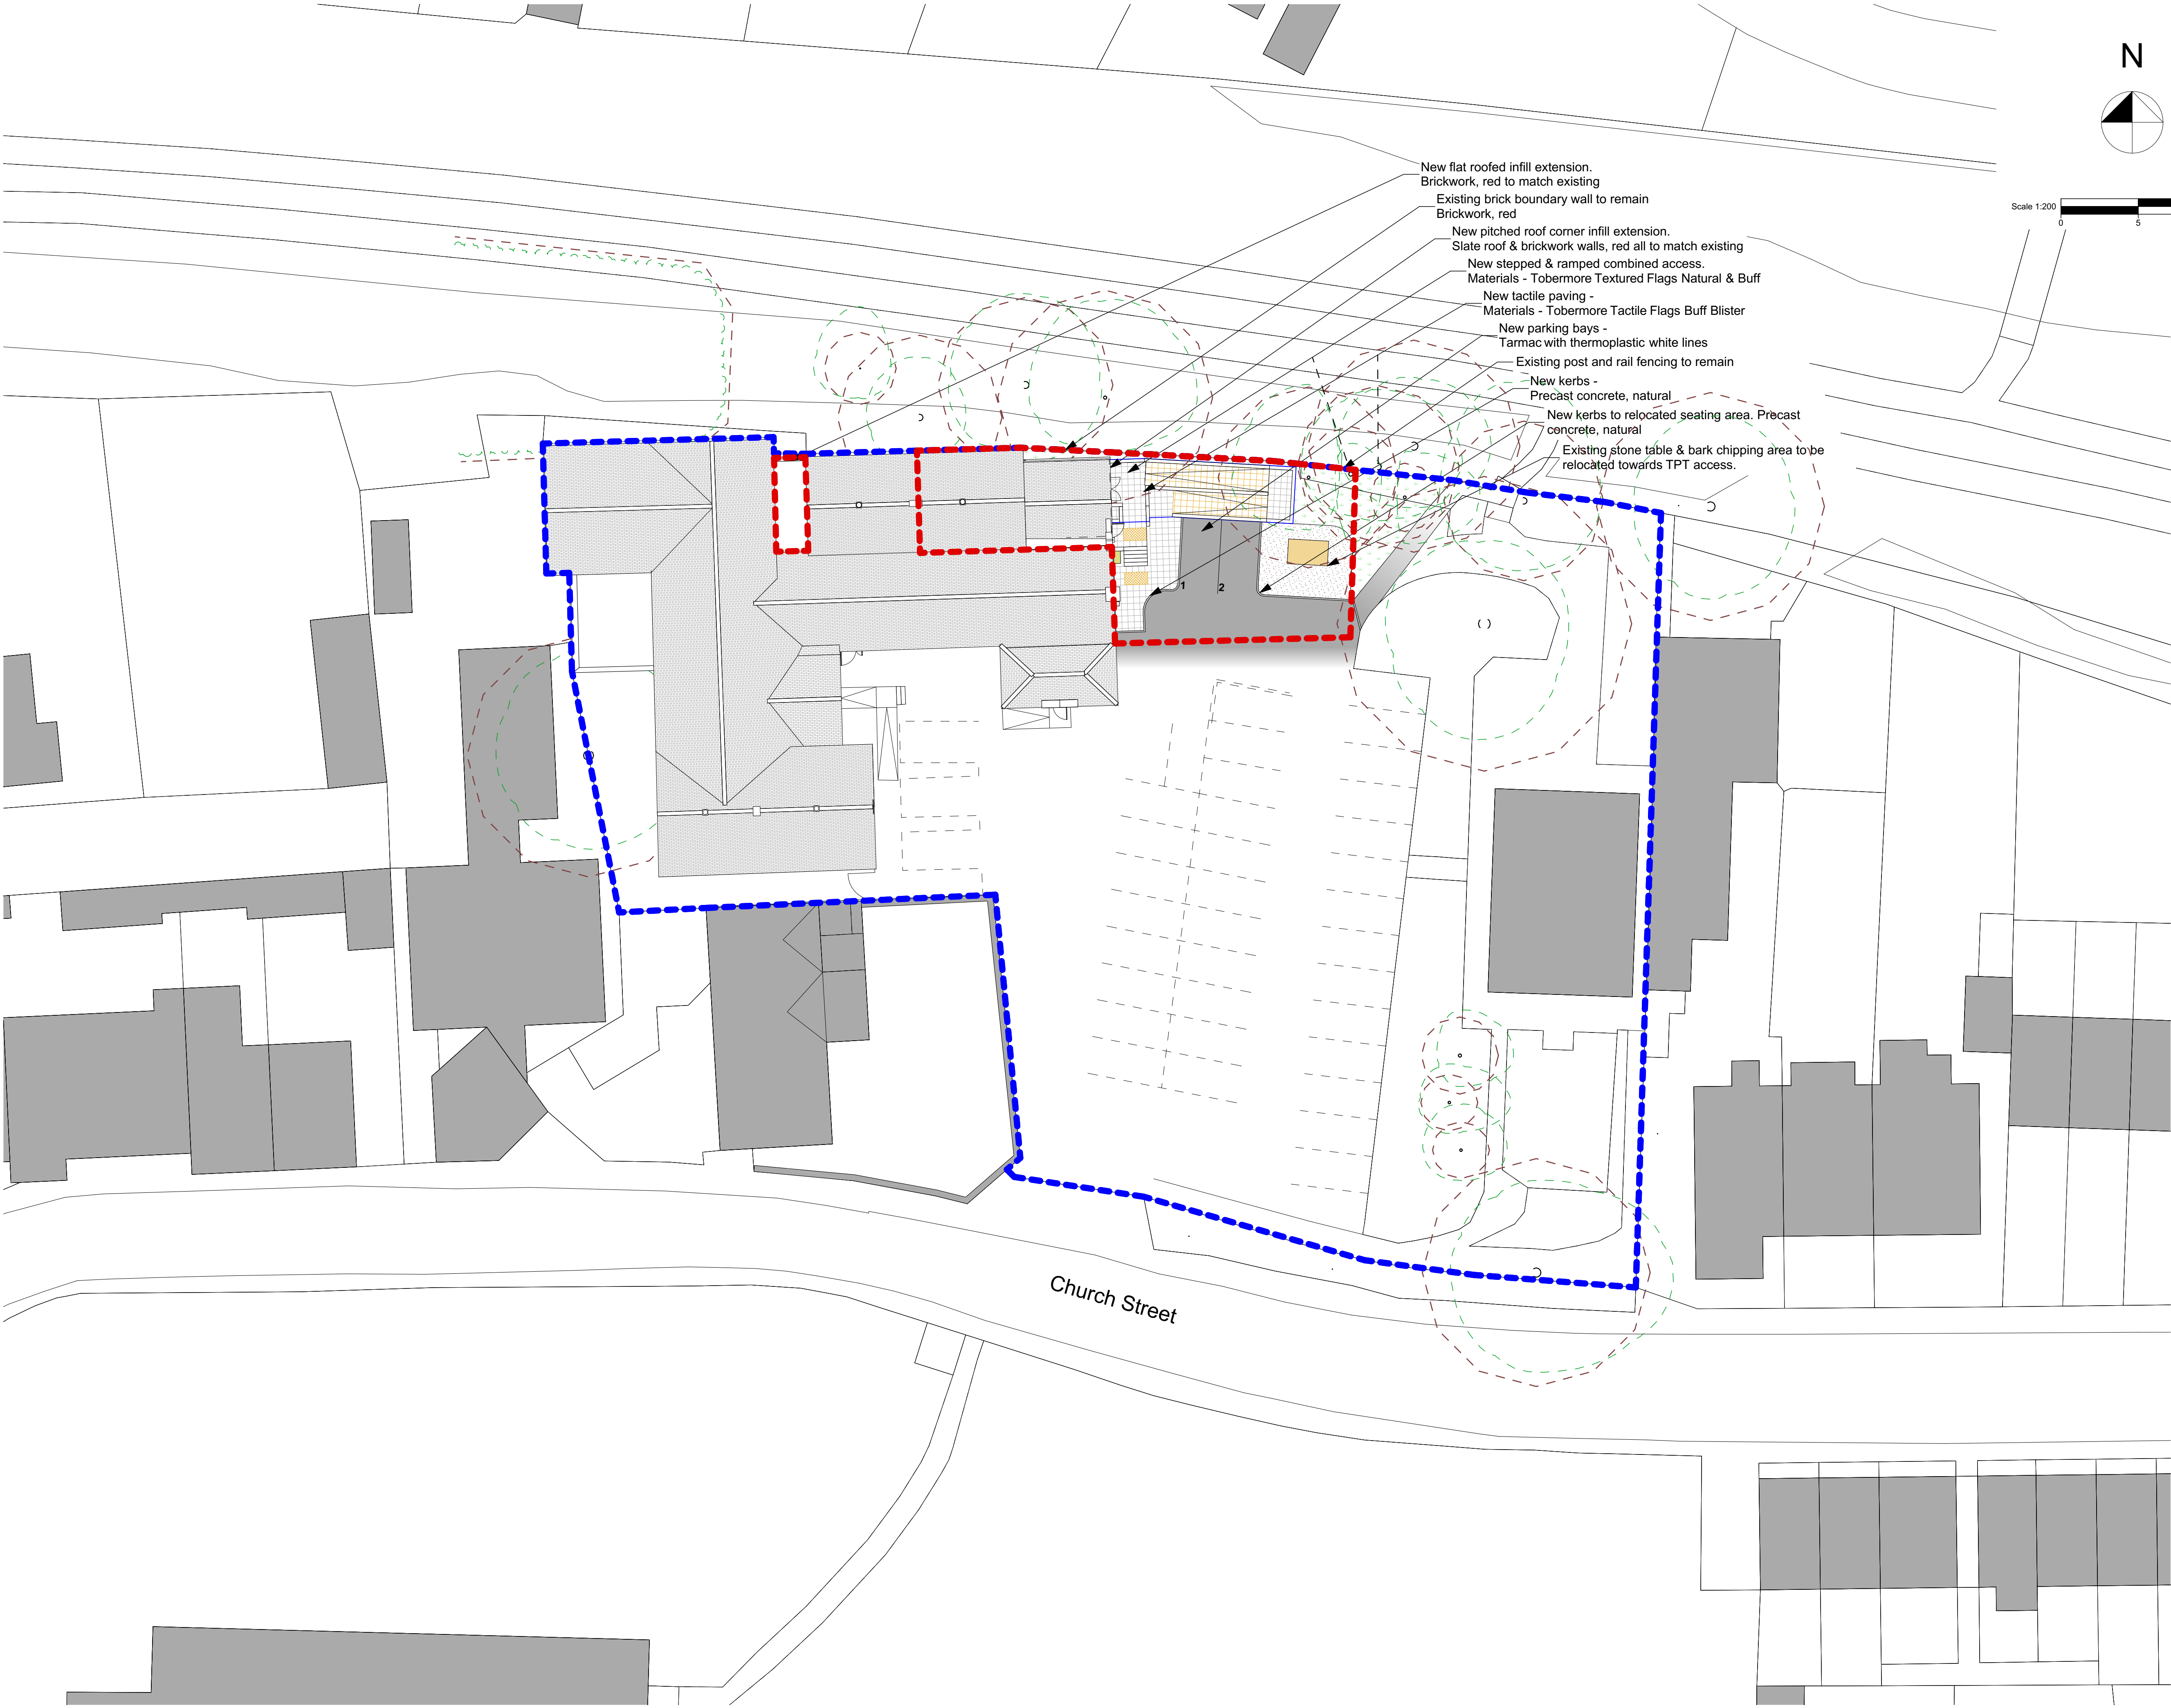 N
New flat roofed infill extension.
Brickwork, red to match existing
Existing brick boundary wall to remain
Brickwork, red
Scale 1:200
0
5
New pitched roof corner infill extension.
Slate roof & brickwork walls, red all to match existing
New stepped & ramped combined access.
Materials - Tobermore Textured Flags Natural & Buff
New tactile paving -
Materials - Tobermore Tactile Flags Buff Blister
New parking bays -
Tarmac with thermoplastic white lines
Existing post and rail fencing to remain
New kerbs -
Precast concrete, natural
New kerbs to relocated seating area. Precast
concrete, natural
Existing stone table & bark chipping area to be
relocated towards TPT access.
1
2
Church Street